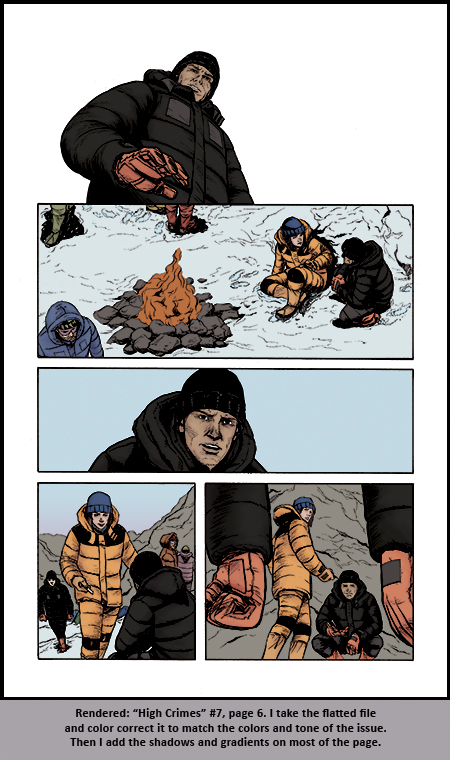 Rendered: “High Crimes” #7, page 6. I take the flatted file
and color correct it to match the colors and tone of the issue.
Then I add the shadows and gradients on most of the page.